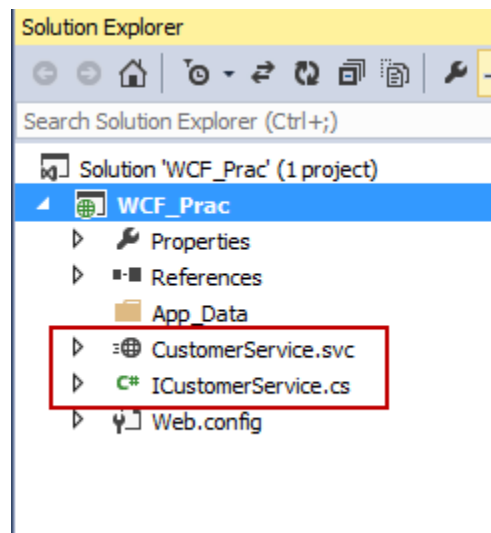 Solution Explorer
Search Solution Explorer (Ctrl+;)
Solution 'WCF_Prac' (1 project)
WCF_Prac
Properties
References
App_Data
CustomerService.svc
C# ICustomerService.cs
Web.config